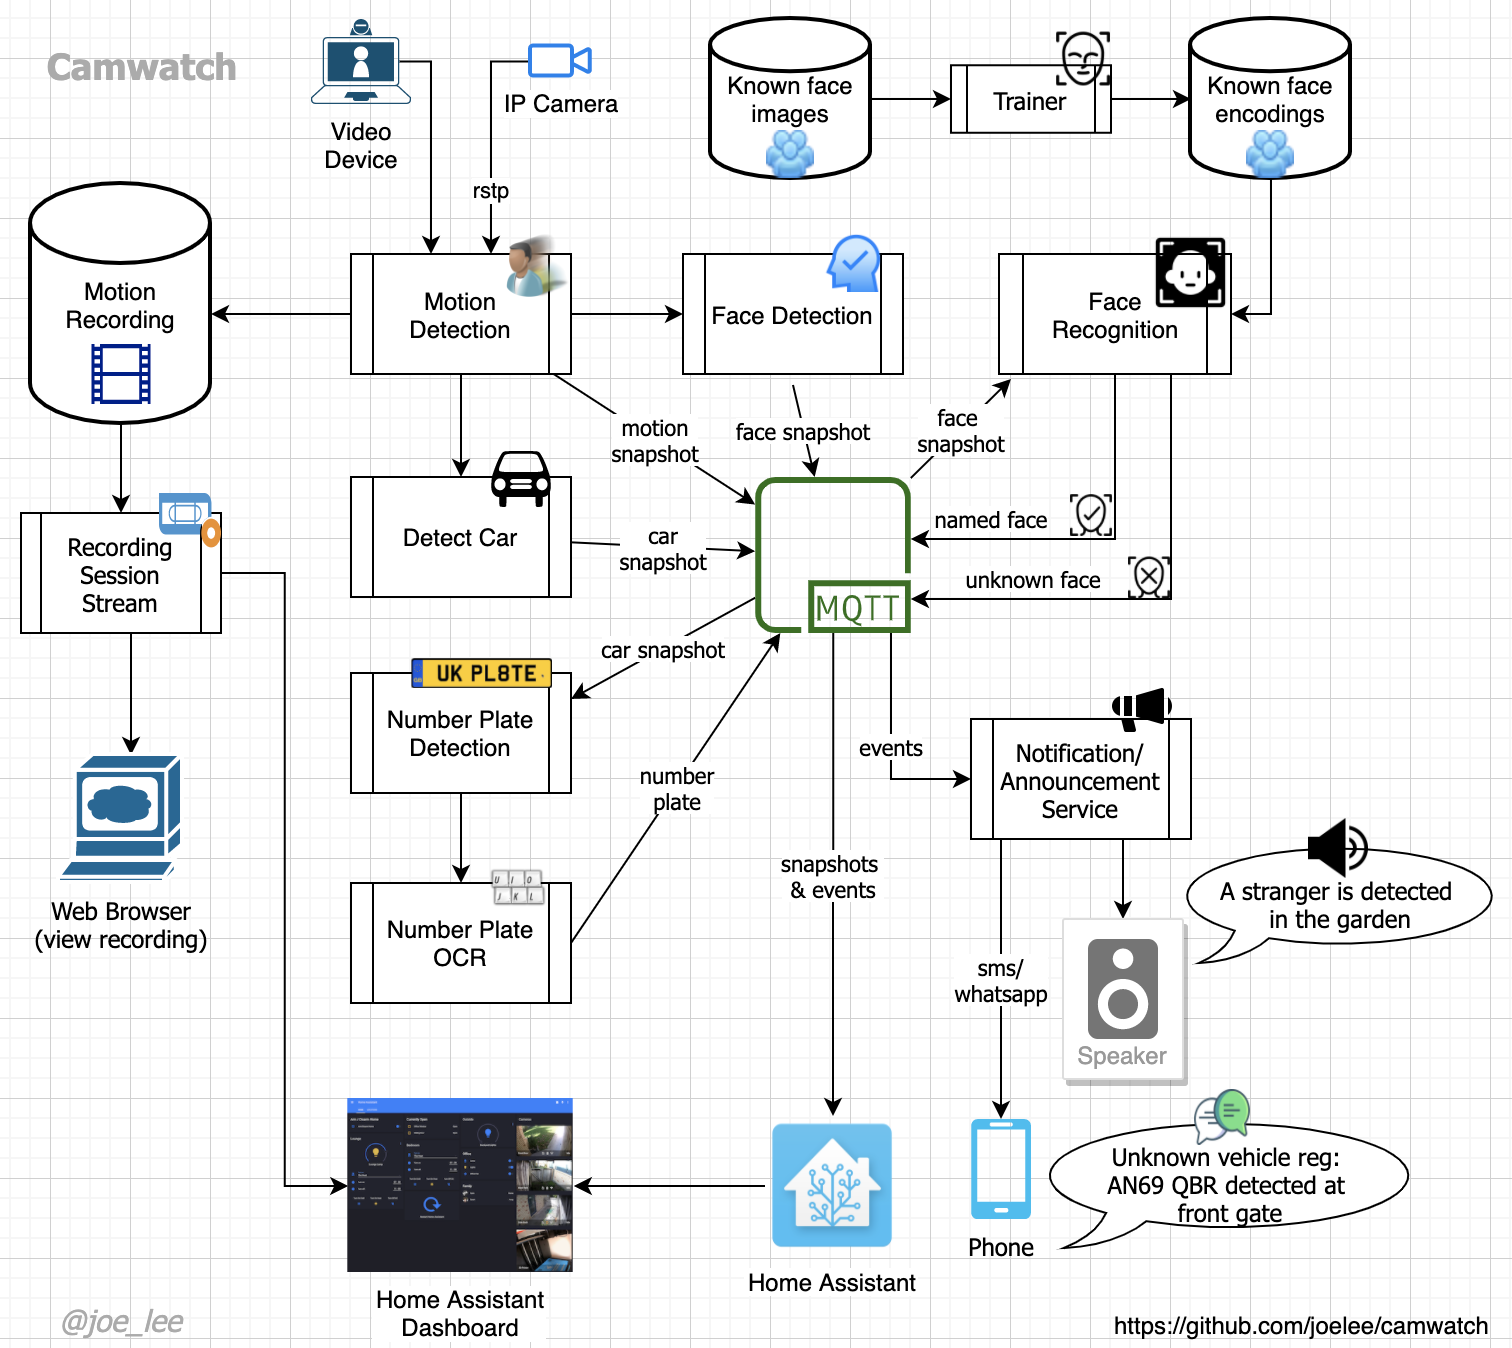 Camwatch
Video
Device
IP Camera
rstp
Known face
images
Trainer
Known face
encodings
Motion
Recording
Motion
Detection
Face Detection
Face
Recognition
motion
snapshot
face snapshot
face
snapshot
Detect Car
car
snapshot
named face
unknown face
MQTT
Recording
Session
Stream
car snapshot
UK PL8TE
Number Plate
Detection
number
plate
events
Notification/
Announcement
Service
snapshots
& events
A stranger is detected
in the garden
Web Browser
(view recording)
U I O
J K L
Number Plate
OCR
sms/
whatsapp
Speaker
Unknown vehicle reg:
AN69 QBR detected at
front gate
Phone
Home Assistant
Home Assistant
Dashboard
@joe_lee
https://github.com/joelee/camwatch